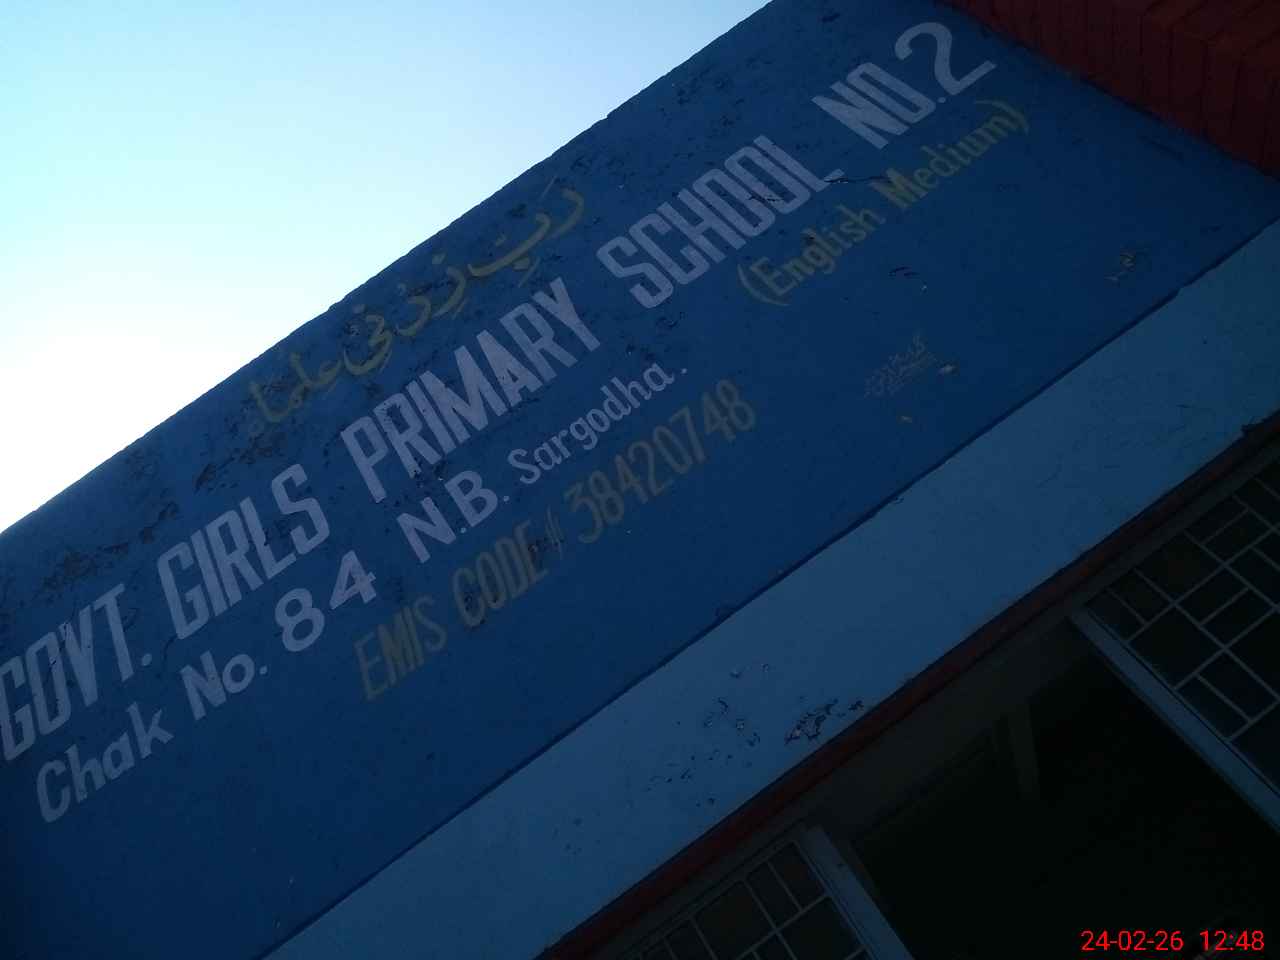 رَبِّ زِدْنِی عِلْمًا
GOVT. GIRLS PRIMARY SCHOOL NO.2
(English Medium)
Chak No. 84 N.B. Sargodha.
EMIS CODE# 38420748
24-02-26 12:48